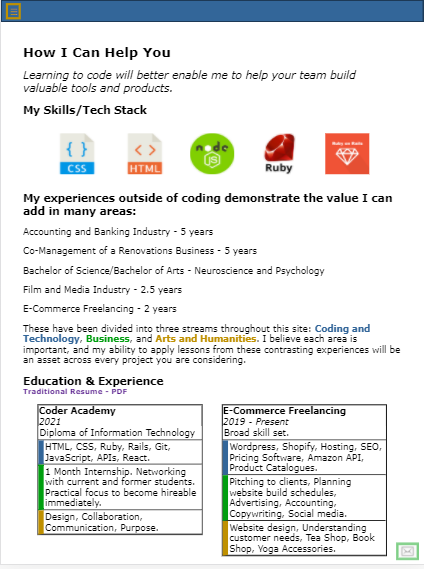 How I Can Help You
Learning to code will better enable me to help your team build
valuable tools and products.
My Skills/Tech Stack
{ } CSS
< > HTML
node JS
Ruby
Ruby on Rails
My experiences outside of coding demonstrate the value I can
add in many areas:
Accounting and Banking Industry - 5 years
Co-Management of a Renovations Business - 5 years
Bachelor of Science/Bachelor of Arts - Neuroscience and Psychology
Film and Media Industry - 2.5 years
E-Commerce Freelancing - 2 years
These have been divided into three streams throughout this site: Coding and
Technology, Business, and Arts and Humanities. I believe each area is
important, and my ability to apply lessons from these contrasting experiences will be
an asset across every project you are considering.
Education & Experience
Traditional Resume - PDF
Coder Academy
2021
Diploma of Information Technology
HTML, CSS, Ruby, Rails, Git,
JavaScript, APIs, React.
1 Month Internship. Networking
with current and former students.
Practical focus to become hireable
immediately.
Design, Collaboration,
Communication, Purpose.
E-Commerce Freelancing
2019 - Present
Broad skill set.
Wordpress, Shopify, Hosting, SEO,
Pricing Software, Amazon API,
Product Catalogues.
Pitching to clients, Planning
website build schedules,
Advertising, Accounting,
Copywriting, Social media.
Website design, Understanding
customer needs, Tea Shop, Book
Shop, Yoga Accessories.